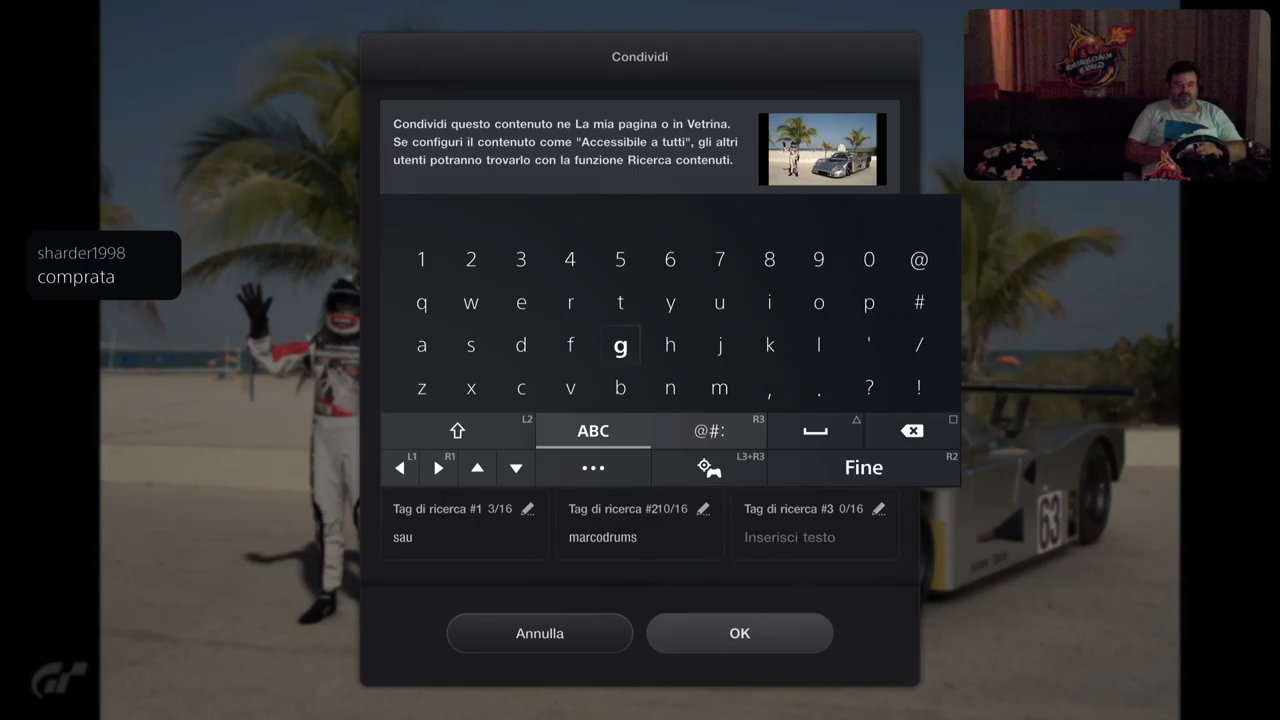 Condividi
Condividi questo contenuto ne La mia pagina o in Vetrina.
Se configuri il contenuto come "Accessibile a tutti", gli altri
utenti potranno trovarlo con la funzione Ricerca contenuti.
sharder1998
comprata
1 2 3 4 5 6 7 8 9 0 @
q w e r t y u i o p #
a s d f g h j k l ' /
z x c v b n m , . ? !
L2 ABC @#: R3 △ □
L1 R1 ••• L3+R3 Fine R2
Tag di ricerca #1 3/16 Tag di ricerca #210/16 Tag di ricerca #3 0/16
sau marcodrums Inserisci testo
63
Annulla OK
GT